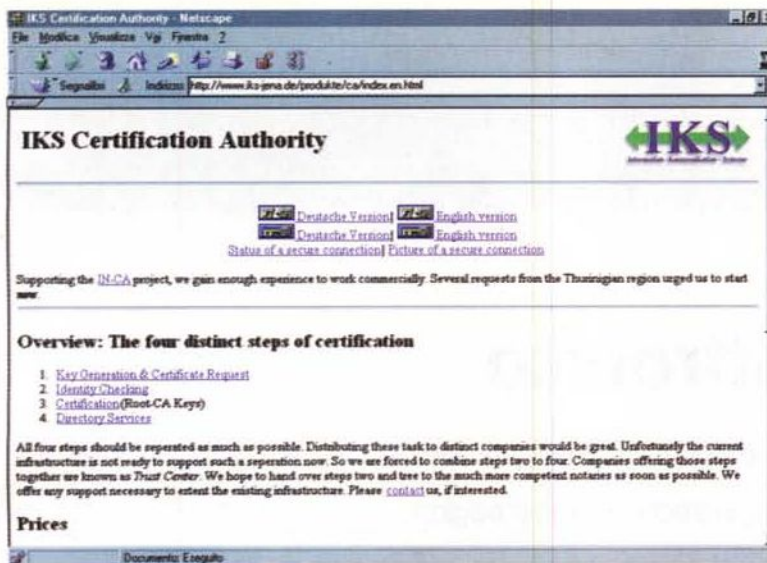 IKS Certification Authority - Netscape
File Modifica Visualizza Vai Finestra ?
Segnalibri Indirizzo http://www.iks-jena.de/produkte/ca/index.en.html
IKS Certification Authority
IKS
Deutsche Version| English version
Deutsche Version| English version
Status of a secure connection| Picture of a secure connection
Supporting the IN-CA project, we gain enough experience to work commercially. Several requests from the Thuringian region urged us to start
now.
Overview: The four distinct steps of certification
1. Key Generation & Certificate Request
2. Identity Checking
3. Certification(Root-CA Keys)
4. Directory Services
All four steps should be seperated as much as possible. Distributing these task to distinct companies would be great. Unfortunely the current
infrastructure is not ready to support such a seperation now. So we are forced to combine steps two to four. Companies offering those steps
together are known as Trust Center. We hope to hand over steps two and tree to the much more competent notaries as soon as possible. We
offer any support necessary to extent the existing infrastructure. Please contact us, if interested.
Prices
Documento: Eseguito